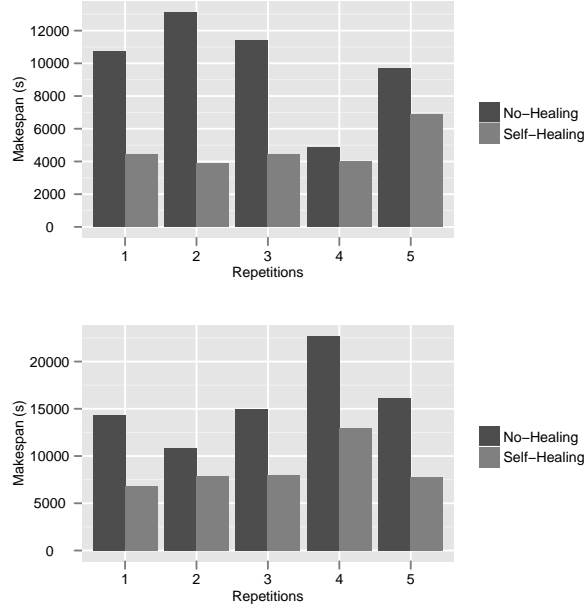 12000
10000
8000
6000
4000
2000
0
Makespan (s)
1 2 3 4 5
Repetitions
No−Healing
Self−Healing
20000
15000
10000
5000
0
Makespan (s)
1 2 3 4 5
Repetitions
No−Healing
Self−Healing